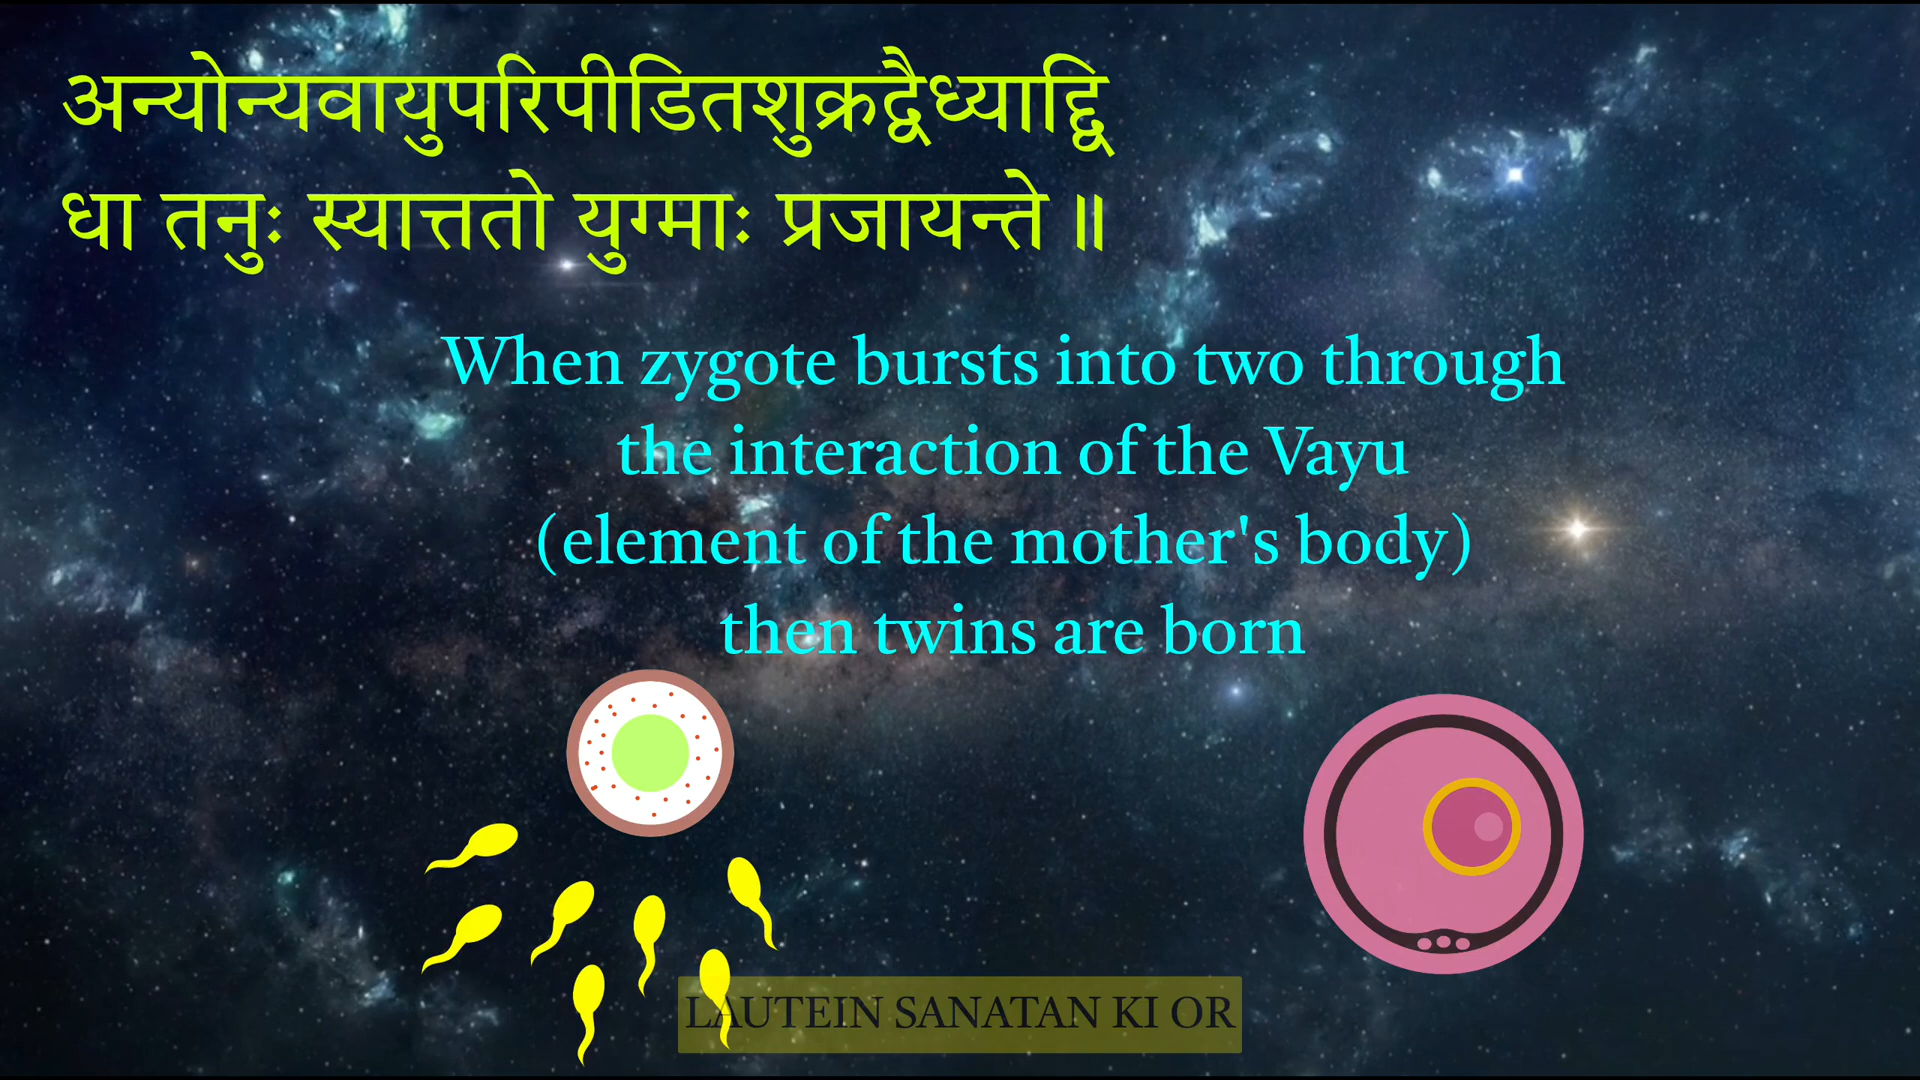 अन्योन्यवायुपरिपीडितशुक्रद्वैध्याद्द्वि
धा तनुः स्यात्ततो युग्माः प्रजायन्ते ॥
When zygote bursts into two through
the interaction of the Vayu
(element of the mother's body)
then twins are born
LAUTEIN SANATAN KI OR